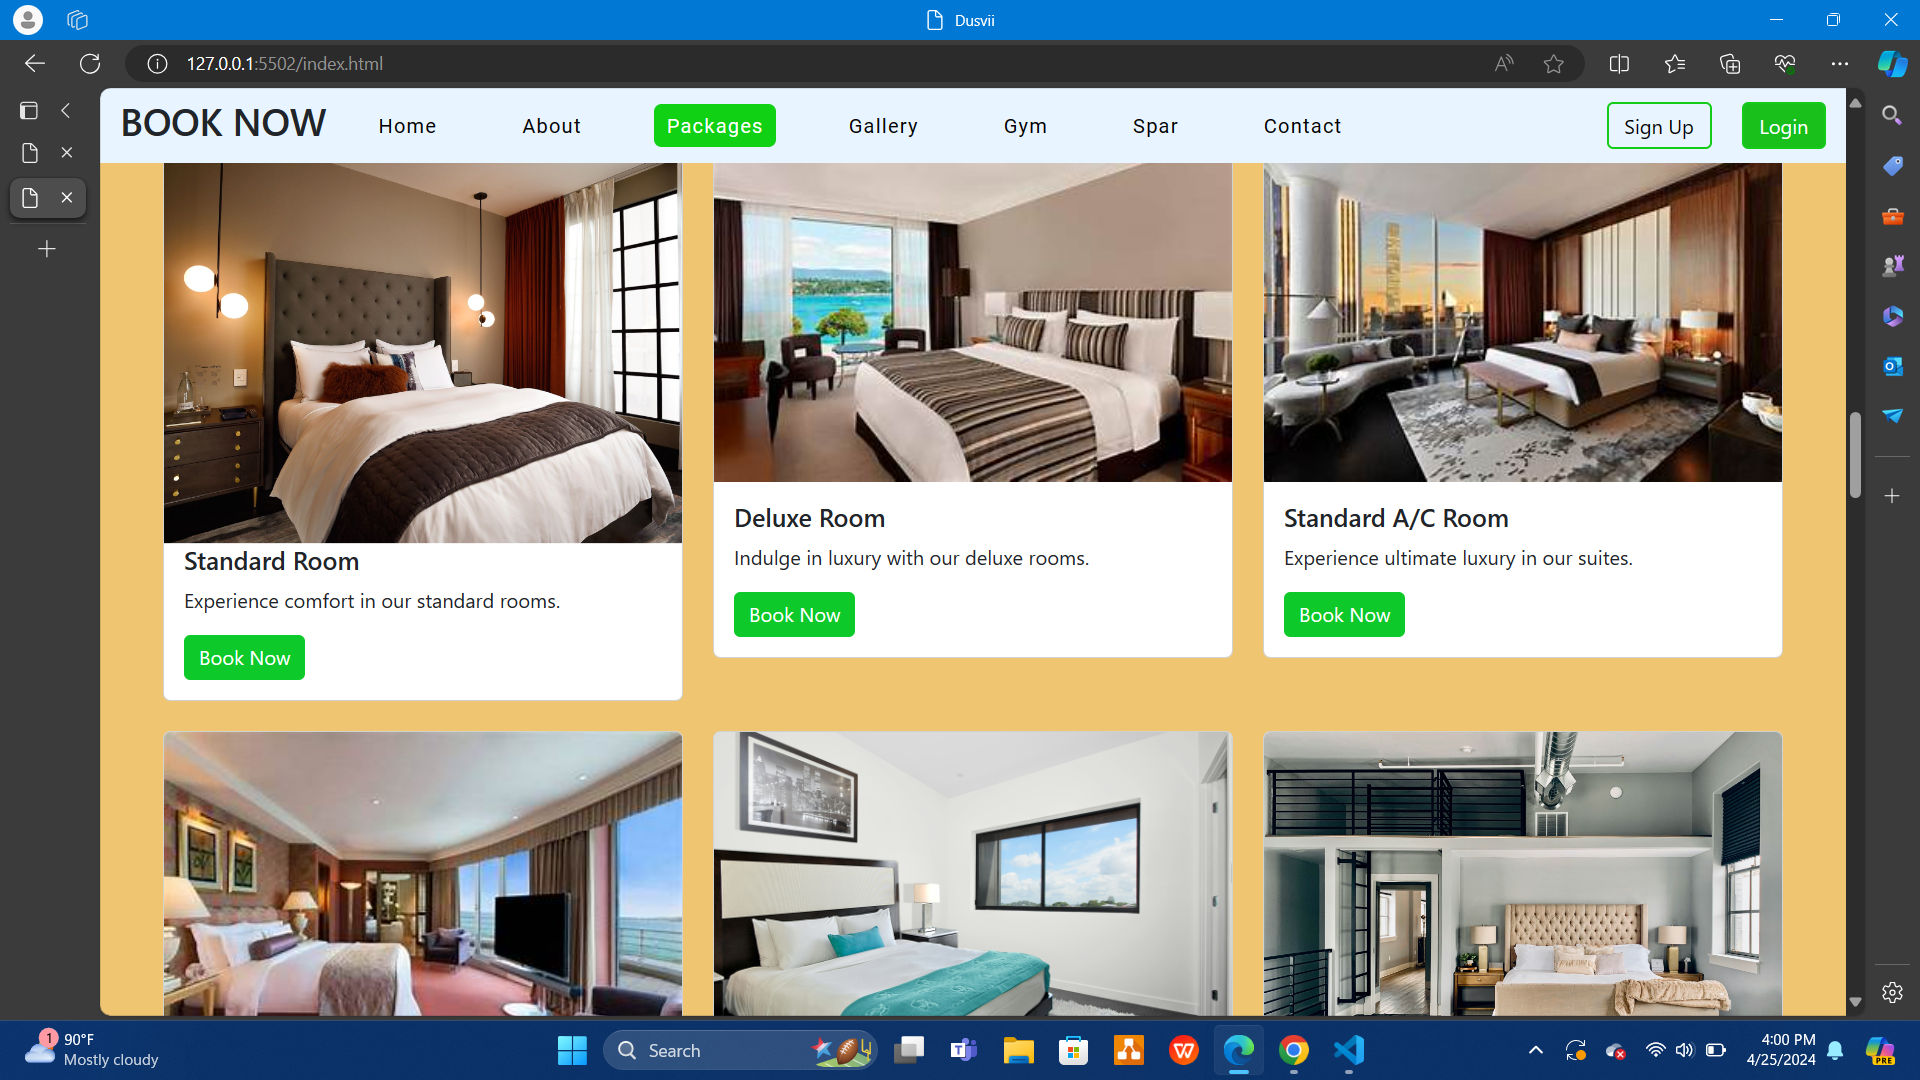 Dusvii
127.0.0.1:5502/index.html
BOOK NOW Home About Packages Gallery Gym Spar Contact Sign Up Login
Standard Room
Experience comfort in our standard rooms.
Book Now
Deluxe Room
Indulge in luxury with our deluxe rooms.
Book Now
Standard A/C Room
Experience ultimate luxury in our suites.
Book Now
1
90°F
Mostly cloudy
Search
4:00 PM
4/25/2024
PRE